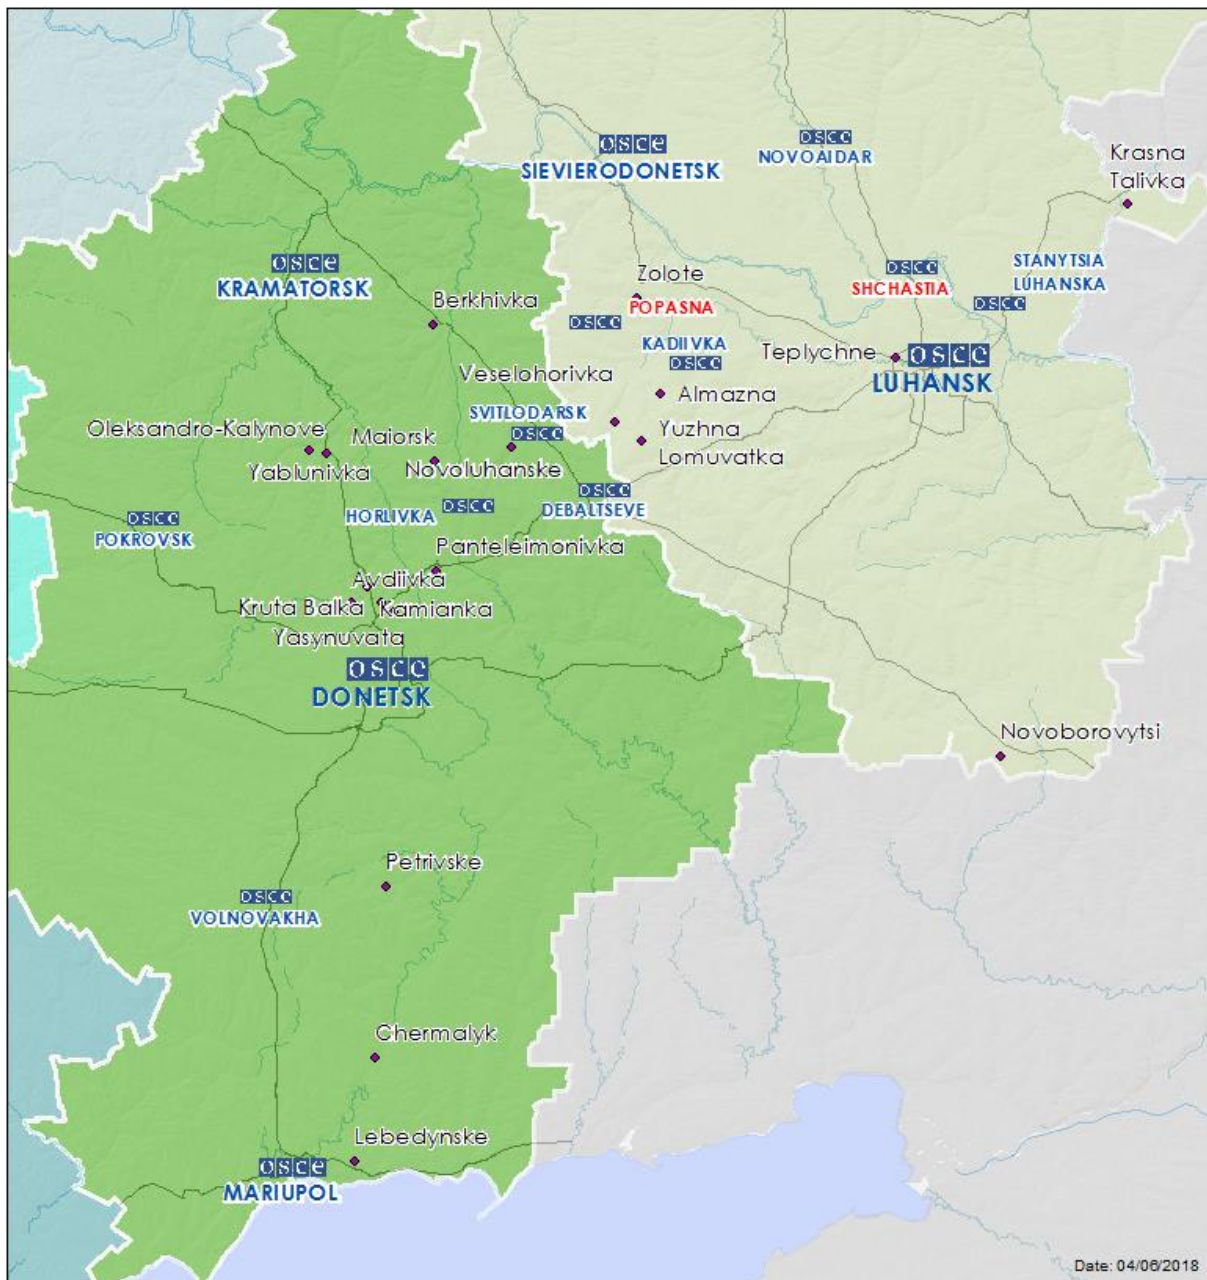 osce
SIEVIERODONETSK
osce
NOVOAIDAR
Krasna
Talivka
osce
KRAMATORSK
Berkhivka
Zolote
POPASNA
osce
osce
SHCHASTIA
STANYTSIA
LUHANSKA
osce
KADIIVKA
osce
Teplychne
osce
LUHANSK
Veselohorivka
Almazna
SVITLODARSK
osce
Yuzhna
Lomuvatka
Oleksandro-Kalynove
Maiorsk
Yablunivka
Novoluhanske
osce
DEBALTSEVE
HORLIVKA
osce
osce
POKROVSK
Panteleimonivka
Avdiivka
Kruta Balka
Kamianka
Yasynuvata
osce
DONETSK
Novoborovytsi
Petrivske
osce
VOLNOVAKHA
Chermalyk
Lebedynske
osce
MARIUPOL
Date: 04/06/2018